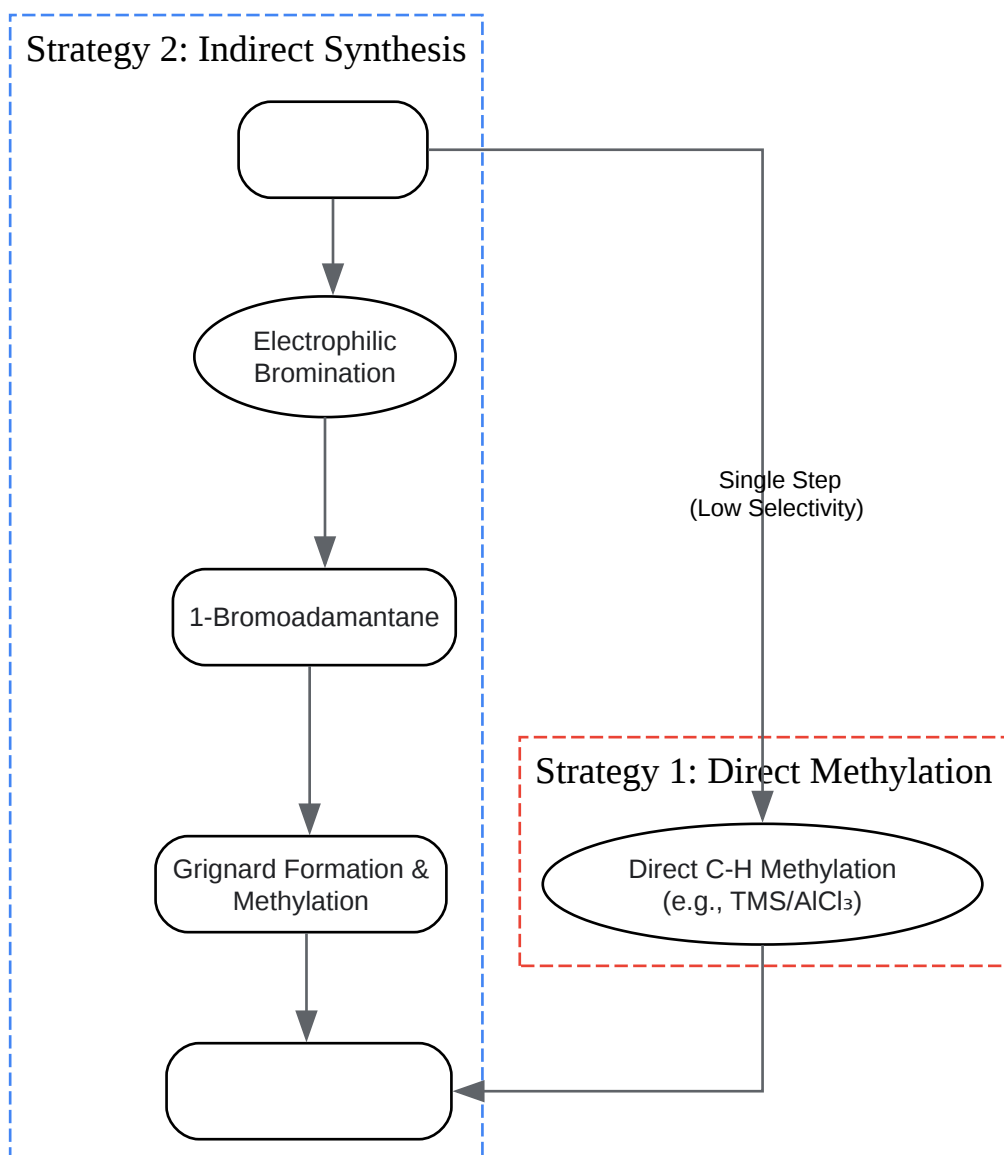 Strategy 2: Indirect Synthesis
Electrophilic
Bromination
Single Step
(Low Selectivity)
1-Bromoadamantane
Strategy 1: Direct Methylation
Grignard Formation &
Methylation
Direct C-H Methylation
(e.g., TMS/AlCl₃)